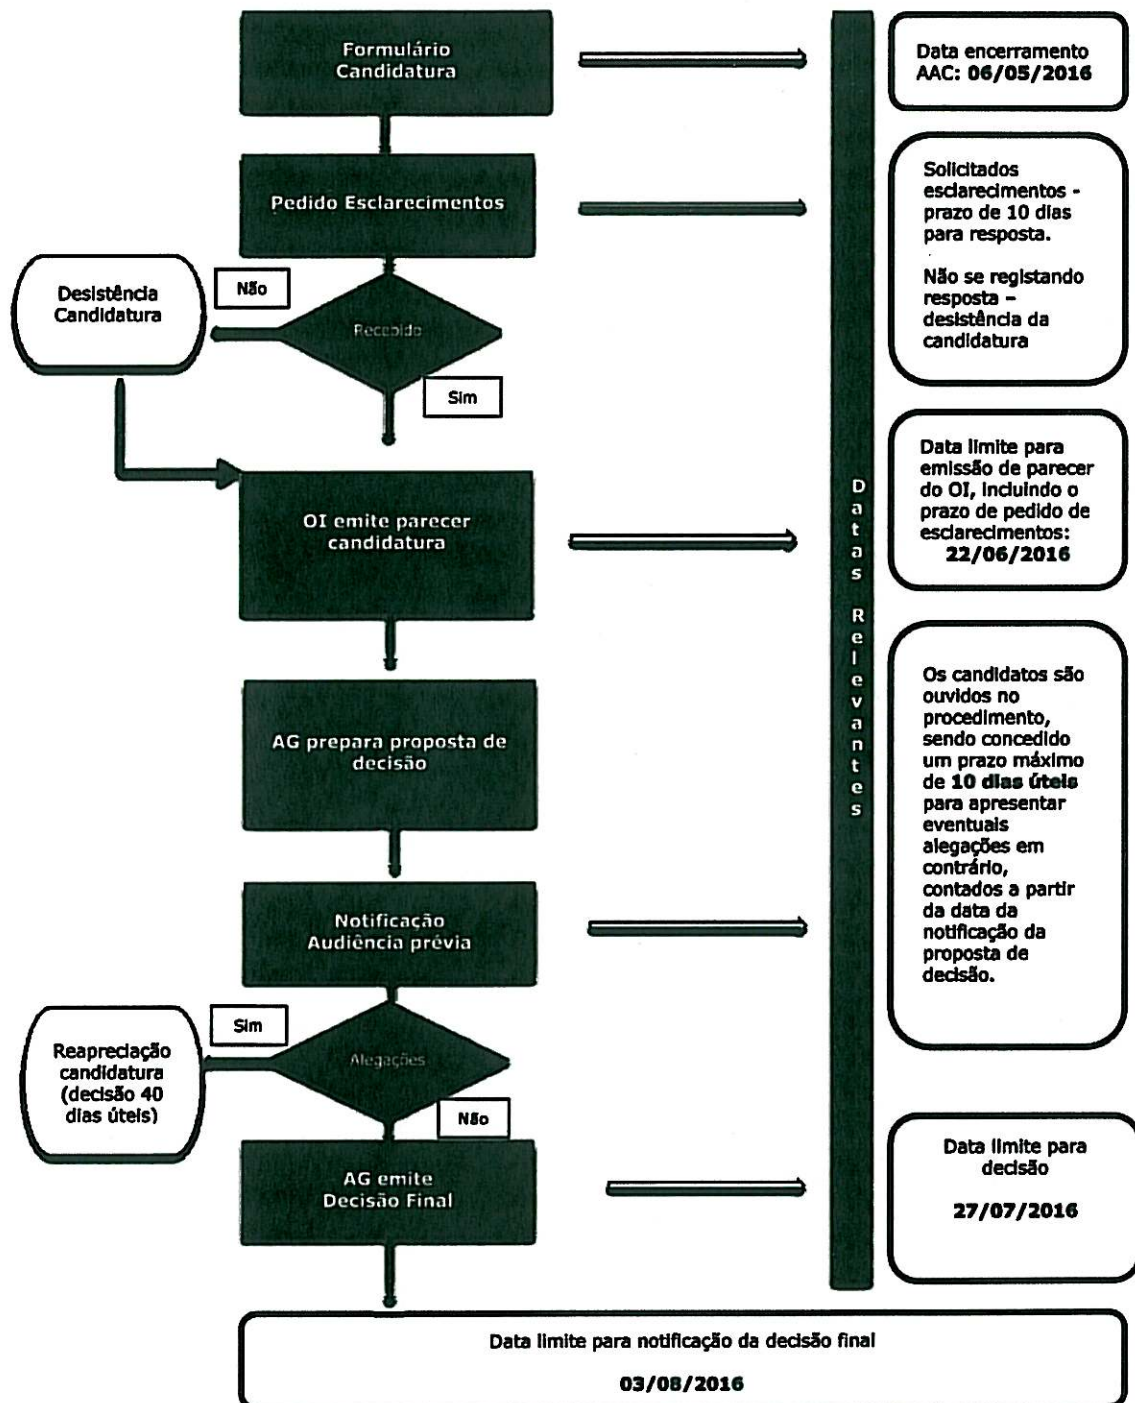 Formulário
Candidatura
Data encerramento
AAC: 06/05/2016
Pedido Esclarecimentos
Solicitados
esclarecimentos -
prazo de 10 dias
para resposta.
Não se registando
resposta –
desistência da
candidatura
Desistência
Candidatura
Não
Recebido
Sim
OI emite parecer
candidatura
Data limite para
emissão de parecer
do OI, incluindo o
prazo de pedido de
esclarecimentos:
22/06/2016
Datas Relevantes
AG prepara proposta de
decisão
Os candidatos são
ouvidos no
procedimento,
sendo concedido
um prazo máximo
de 10 dias úteis
para apresentar
eventuais
alegações em
contrário,
contados a partir
da data da
notificação da
proposta de
decisão.
Notificação
Audiência prévia
Sim
Reapreciação
candidatura
(decisão 40
dias úteis)
Alegações
Não
AG emite
Decisão Final
Data limite para
decisão
27/07/2016
Data limite para notificação da decisão final
03/08/2016